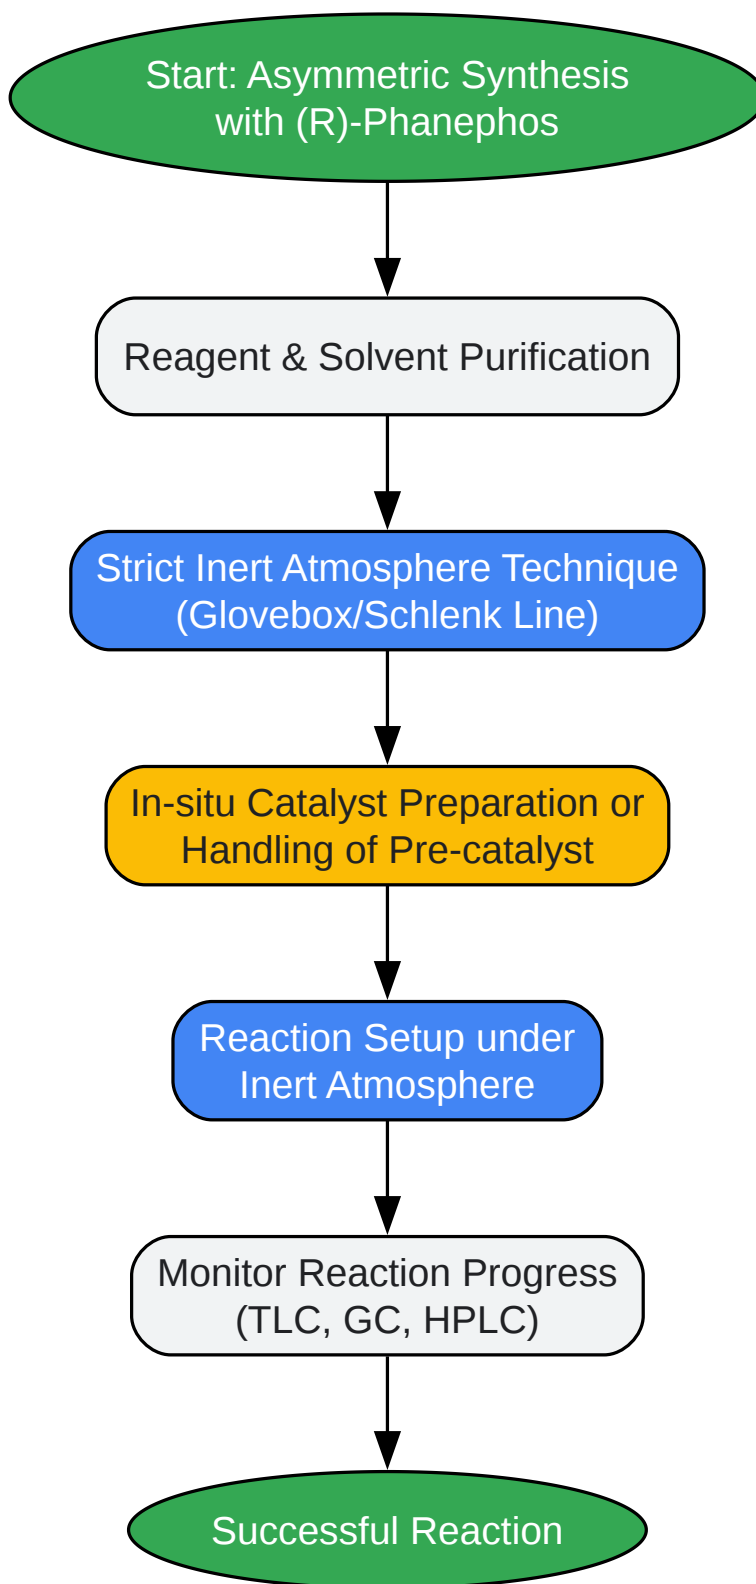 Start: Asymmetric Synthesis
with (R)-Phanephos
Reagent & Solvent Purification
Strict Inert Atmosphere Technique
(Glovebox/Schlenk Line)
In-situ Catalyst Preparation or
Handling of Pre-catalyst
Reaction Setup under
Inert Atmosphere
Monitor Reaction Progress
(TLC, GC, HPLC)
Successful Reaction